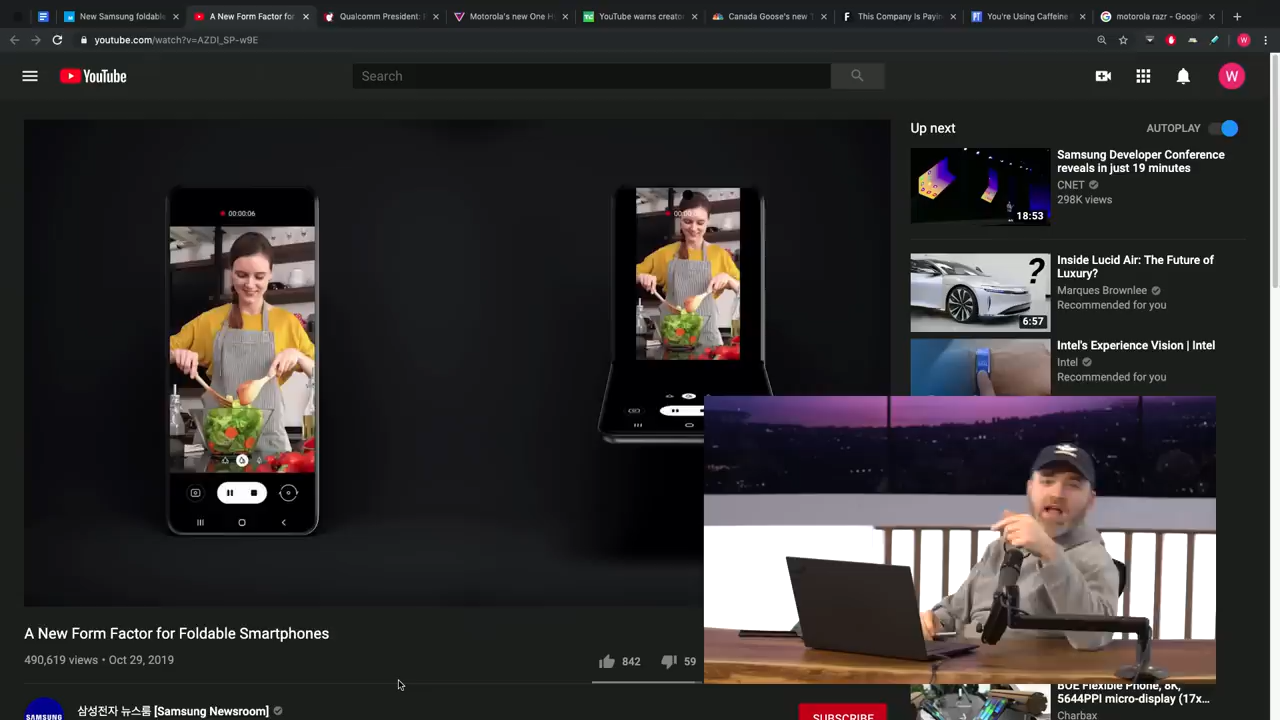 New Samsung foldable
A New Form Factor for
Qualcomm President:
Motorola's new One H
YouTube warns creator
Canada Goose's new
This Company Is Payin
You're Using Caffeine
motorola razr - Google
youtube.com/watch?v=AZDI_SP-w9E
W
YouTube
Search
W
Up next
AUTOPLAY
Samsung Developer Conference
reveals in just 19 minutes
CNET
298K views
18:53
Inside Lucid Air: The Future of
Luxury?
Marques Brownlee
Recommended for you
?
6:57
Intel's Experience Vision | Intel
Intel
Recommended for you
00:00:06
A New Form Factor for Foldable Smartphones
490,619 views • Oct 29, 2019
842
59
삼성전자 뉴스룸 [Samsung Newsroom]
SAMSUNG
SUBSCRIBE
BOE Flexible Phone, 8K,
5644PPI micro-display (17x...
Charbax